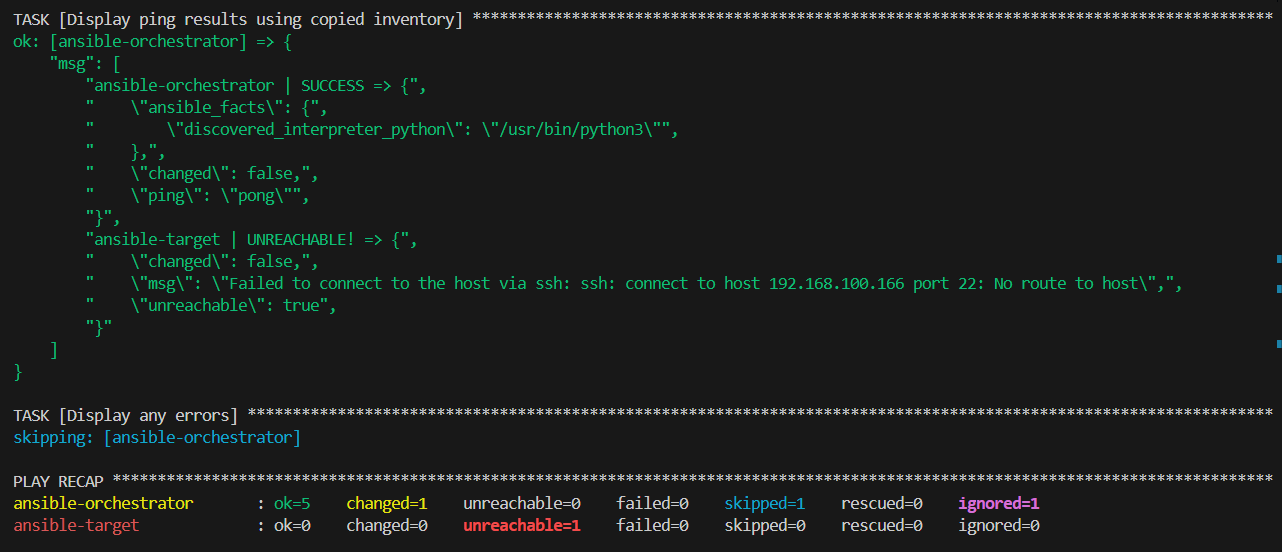 TASK [Display ping results using copied inventory] *****************************************************************************************
ok: [ansible-orchestrator] => {
    "msg": [
        "ansible-orchestrator | SUCCESS => {",
        "    \"ansible_facts\": {",
        "        \"discovered_interpreter_python\": \"/usr/bin/python3\"",
        "    },",
        "    \"changed\": false,",
        "    \"ping\": \"pong\"",
        "}",
        "ansible-target | UNREACHABLE! => {",
        "    \"changed\": false,",
        "    \"msg\": \"Failed to connect to the host via ssh: ssh: connect to host 192.168.100.166 port 22: No route to host\",",
        "    \"unreachable\": true",
        "}"
    ]
}
TASK [Display any errors] ******************************************************************************************************************
skipping: [ansible-orchestrator]
PLAY RECAP *********************************************************************************************************************************
ansible-orchestrator       : ok=5    changed=1    unreachable=0    failed=0    skipped=1    rescued=0    ignored=1
ansible-target             : ok=0    changed=0    unreachable=1    failed=0    skipped=0    rescued=0    ignored=0